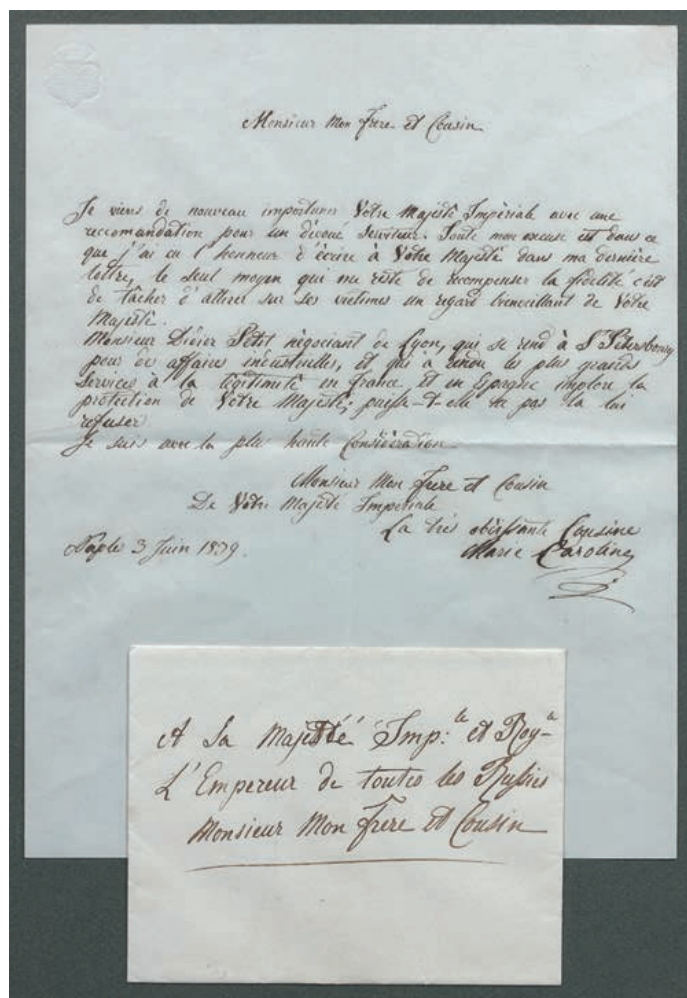 Monsieur Mon Frere et Cousin
Je viens de nouveau importuner Votre Majesté Impériale avec une
reccomandation pour un dévoué serviteur. Toute mon excuse est dans ce
que j'ai eu l'honneur d'écrire à Votre Majesté dans ma dernière
lettre, le seul moyen qui me reste de recompenser la fidelité c'est
de tâcher d'attirer sur ses victimes un regard bienveillant de Votre
Majesté.
Monsieur Didier Petit négociant de Lyon, qui se rend à St Petersbourg
pour de affaires industrielles, et qui a rendu les plus grands
Services à la légitimité en france, et en Espagne implore la
protection de Votre Majesté; puisse-t-elle ne pas la lui
refuser
Je suis avec la plus haute Considération
Monsieur Mon Frere et Cousin
De Votre Majesté Impériale
La très obéissante Cousine
Marie Caroline
Naple 3 Juin 1839.
A Sa Majesté Imp: le et Roy-le
L'Empereur de toutes les Russies
Monsieur Mon Frere et Cousin